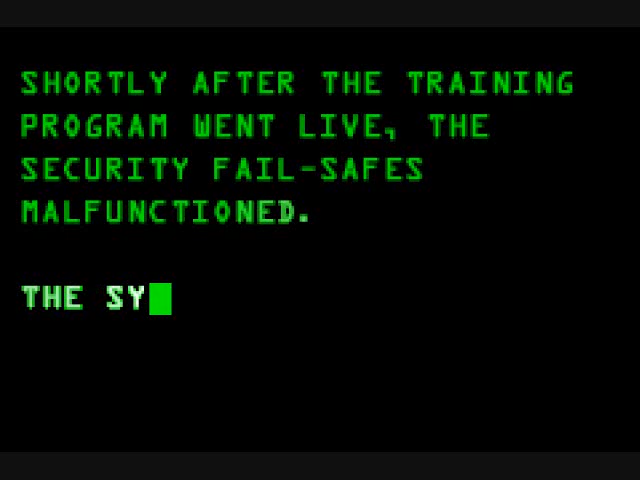 SHORTLY AFTER THE TRAINING
PROGRAM WENT LIVE, THE
SECURITY FAIL-SAFES
MALFUNCTIONED.
THE SY